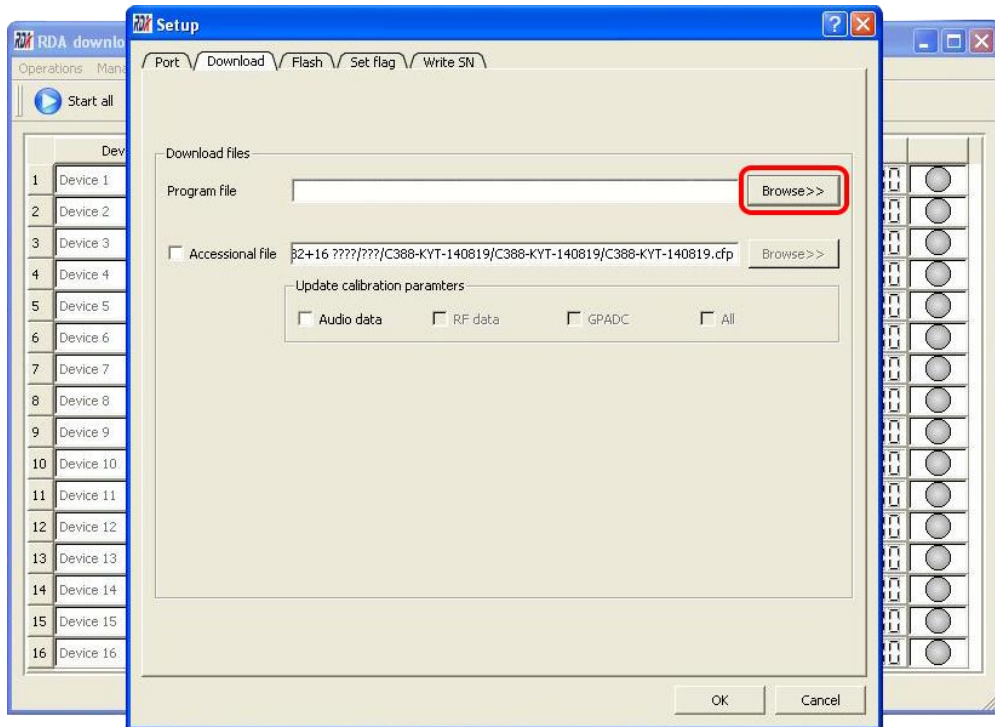 Setup
RDA downlo
Operations Mana
Start all
Port Download Flash Set flag Write SN
Dev
Download files
Program file Browse>>
Accessional file 32+16 ????/???/C388-KYT-140819/C388-KYT-140819/C388-KYT-140819.cfp Browse>>
Update calibration paramters
Audio data RF data GPADC All
1 Device 1
2 Device 2
3 Device 3
4 Device 4
5 Device 5
6 Device 6
7 Device 7
8 Device 8
9 Device 9
10 Device 10
11 Device 11
12 Device 12
13 Device 13
14 Device 14
15 Device 15
16 Device 16
OK Cancel